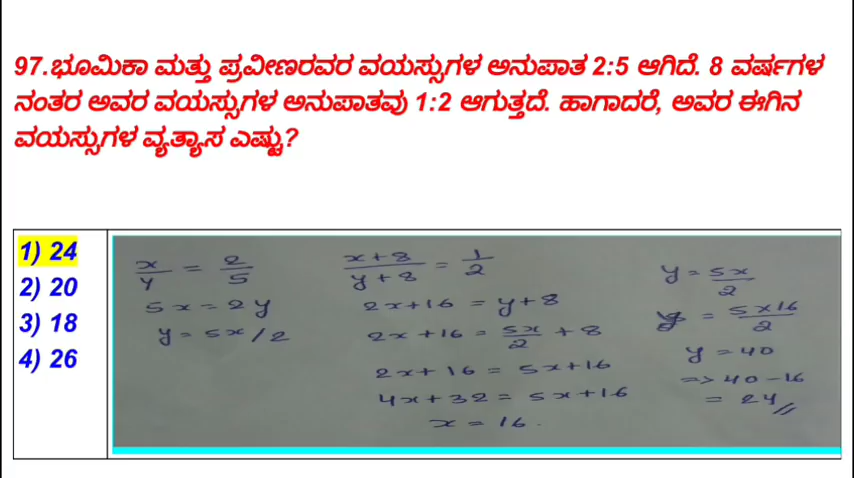 97.ಭೂಮಿಕಾ ಮತ್ತು ಪ್ರವೀಣರವರ ವಯಸ್ಸುಗಳ ಅನುಪಾತ 2:5 ಆಗಿದೆ. 8 ವರ್ಷಗಳ
ನಂತರ ಅವರ ವಯಸ್ಸುಗಳ ಅನುಪಾತವು 1:2 ಆಗುತ್ತದೆ. ಹಾಗಾದರೆ, ಅವರ ಈಗಿನ
ವಯಸ್ಸುಗಳ ವ್ಯತ್ಯಾಸ ಎಷ್ಟು?
1) 24
2) 20
3) 18
4) 26
x/y = 2/5
5x = 2y
y = 5x/2
x+8/y+8 = 1/2
2x+16 = y+8
2x+16 = 5x/2 + 8
2x+16 = 5x+16
4x+32 = 5x+16
x = 16.
y = 5x/2
y = 5x16/2
y = 40
=> 40-16
= 24//